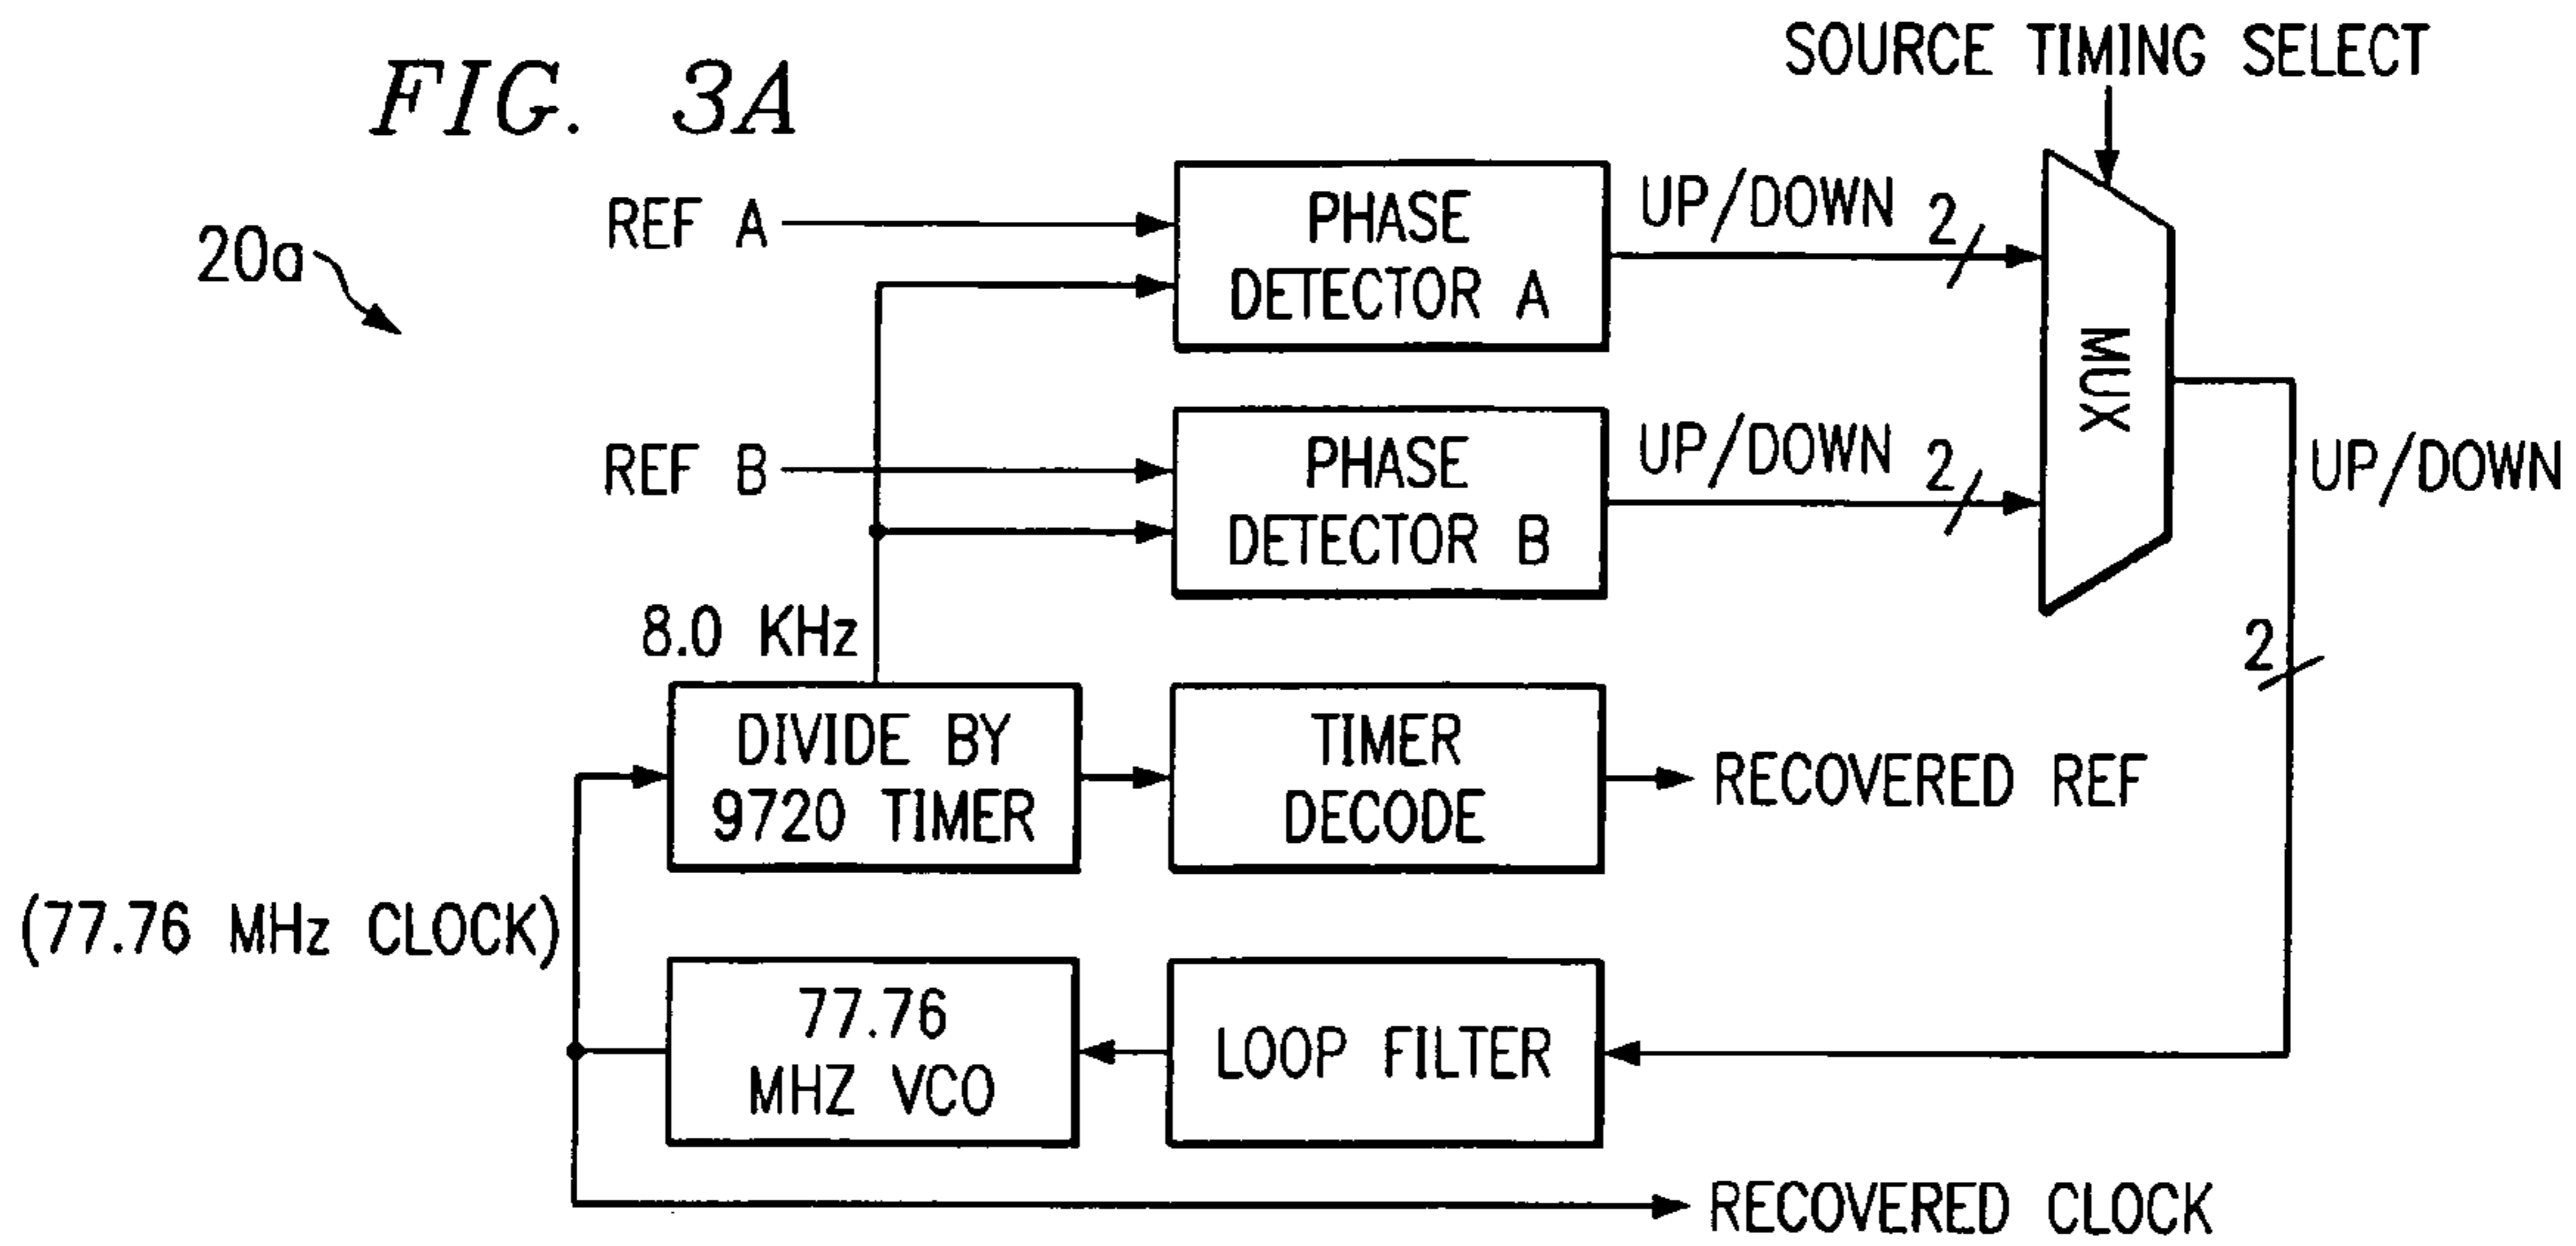 SOURCE TIMING SELECT
FIG. 3A
20a
REF A
PHASE
DETECTOR A
UP/DOWN
2
MUX
REF B
PHASE
DETECTOR B
UP/DOWN
2
UP/DOWN
2
8.0 KHz
DIVIDE BY
9720 TIMER
TIMER
DECODE
RECOVERED REF
(77.76 MHz CLOCK)
77.76
MHZ VCO
LOOP FILTER
RECOVERED CLOCK